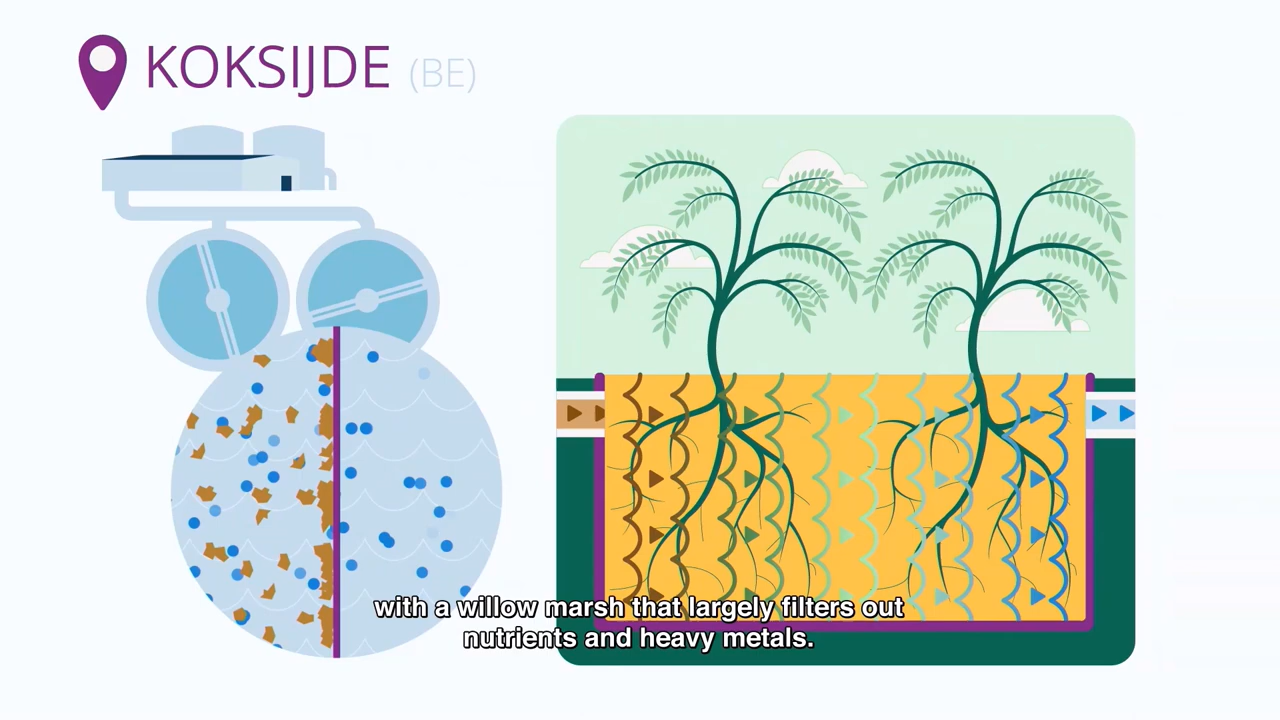 KOKSIJDE (BE)
with a willow marsh that largely filters out
nutrients and heavy metals.